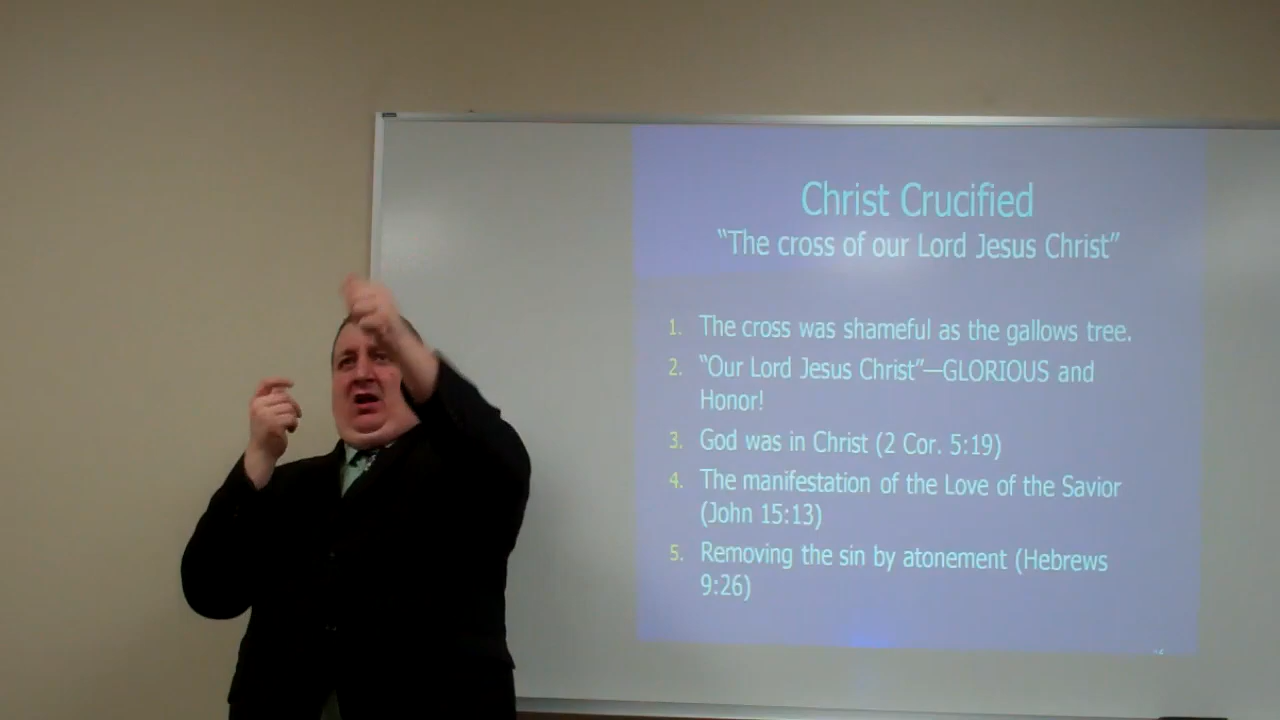 Christ Crucified
“The cross of our Lord Jesus Christ”
1. The cross was shameful as the gallows tree.
2. “Our Lord Jesus Christ”—GLORIOUS and
Honor!
3. God was in Christ (2 Cor. 5:19)
4. The manifestation of the Love of the Savior
(John 15:13)
5. Removing the sin by atonement (Hebrews
9:26)